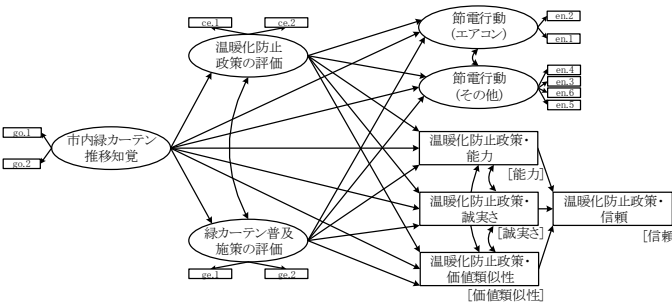 ce.1
ce.2
温暖化防止
政策の評価
節電行動
(エアコン)
en.2
en.1
節電行動
(その他)
en.4
en.3
en.6
en.5
go.1
go.2
市内緑カーテン
推移知覚
温暖化防止政策・
能力
[能力]
温暖化防止政策・
誠実さ
[誠実さ]
温暖化防止政策・
信頼
[信頼]
緑カーテン普及
施策の評価
ge.1
ge.2
温暖化防止政策・
価値類似性
[価値類似性]